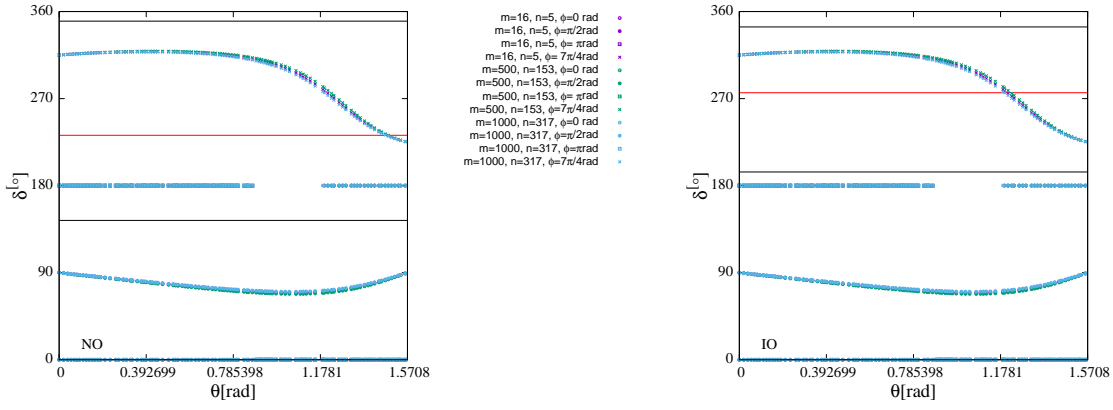 360
270
180
90
0
δ[○]
NO
0
0.392699
0.785398
1.1781
1.5708
θ[rad]
m=16, n=5, ϕ=0 rad
m=16, n=5, ϕ=π/2rad
m=16, n=5, ϕ= πrad
m=16, n=5, ϕ= 7π/4rad
m=500, n=153, ϕ=0 rad
m=500, n=153, ϕ=π/2rad
m=500, n=153, ϕ= πrad
m=500, n=153, ϕ=7π/4rad
m=1000, n=317, ϕ=0 rad
m=1000, n=317, ϕ=π/2rad
m=1000, n=317, ϕ=πrad
m=1000, n=317, ϕ=7π/4rad
360
270
180
90
0
δ[○]
IO
0
0.392699
0.785398
1.1781
1.5708
θ[rad]